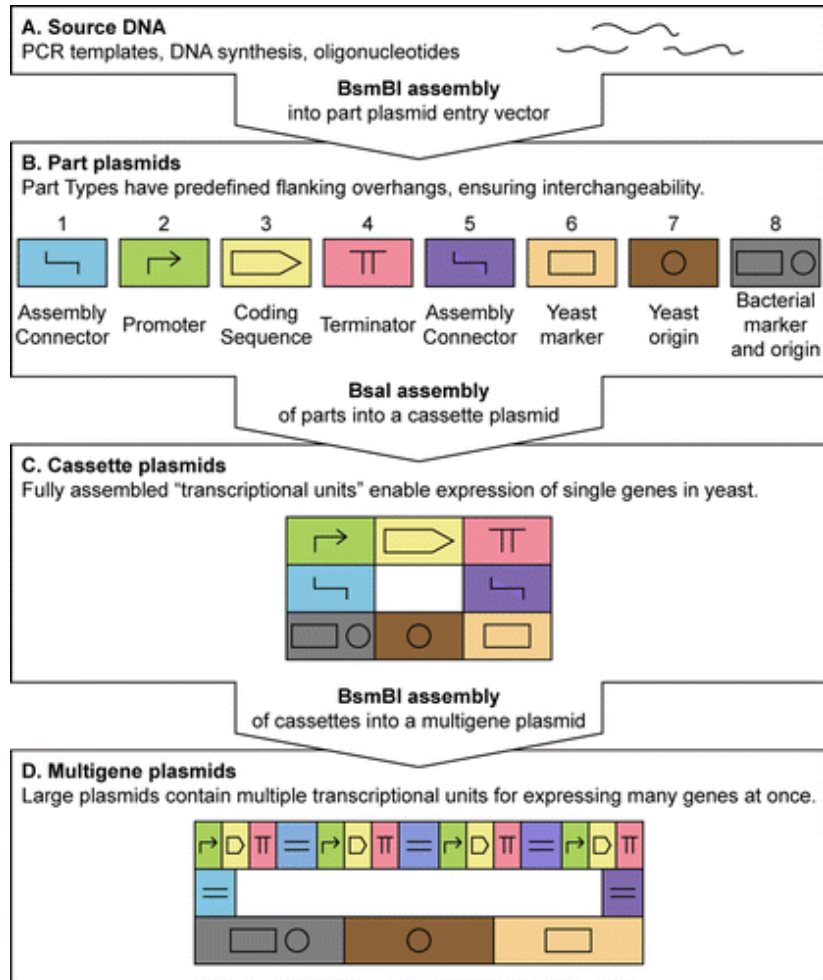 A. Source DNA
PCR templates, DNA synthesis, oligonucleotides
BsmBI assembly
into part plasmid entry vector
B. Part plasmids
Part Types have predefined flanking overhangs, ensuring interchangeability.
1 2 3 4 5 6 7 8
Assembly Connector
Promoter
Coding Sequence
Terminator
Assembly Connector
Yeast marker
Yeast origin
Bacterial marker and origin
BsaI assembly
of parts into a cassette plasmid
C. Cassette plasmids
Fully assembled “transcriptional units” enable expression of single genes in yeast.
BsmBI assembly
of cassettes into a multigene plasmid
D. Multigene plasmids
Large plasmids contain multiple transcriptional units for expressing many genes at once.